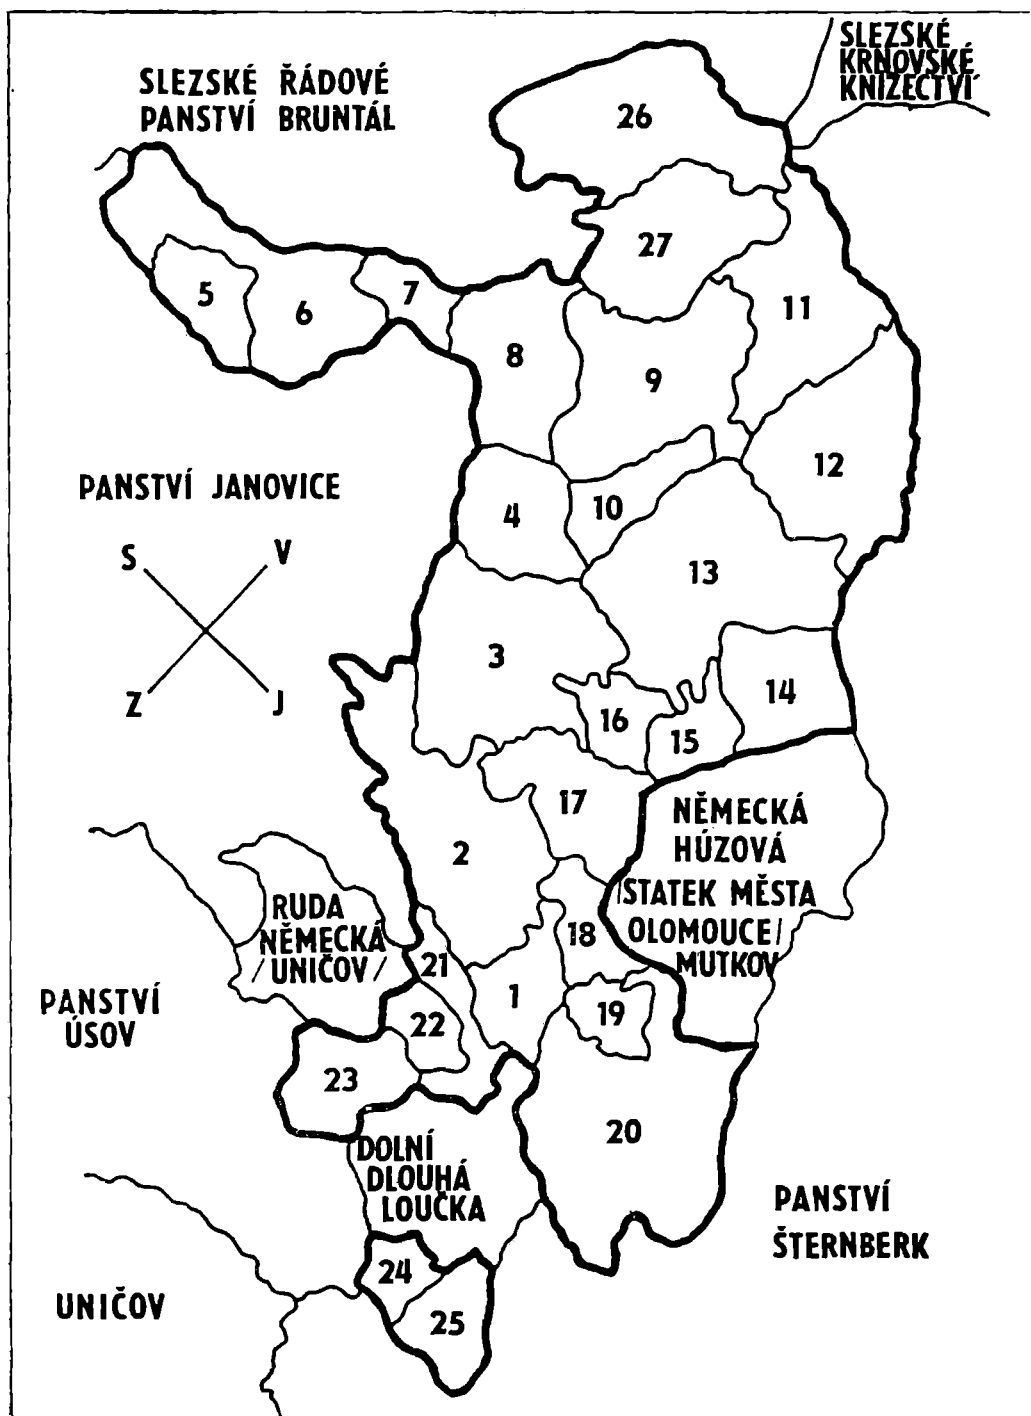 SLEZSKÉ ŘÁDOVÉ
PANSTVÍ BRUNTÁL
SLEZSKÉ
KRNOVSKÉ
KNÍŽECTVÍ
26
27
5
6
7
11
8
9
12
PANSTVÍ JANOVICE
4
10
S
V
Z
J
13
3
14
16
15
17
2
NĚMECKÁ
HÚZOVÁ
/STATEK MĚSTA
OLOMOUCE/
MUTKOV
RUDA
NĚMECKÁ
/UNIČOV/
18
21
1
19
22
PANSTVÍ
ÚSOV
23
20
DOLNÍ
DLOUHÁ
LOUČKA
PANSTVÍ
ŠTERNBERK
24
25
UNIČOV